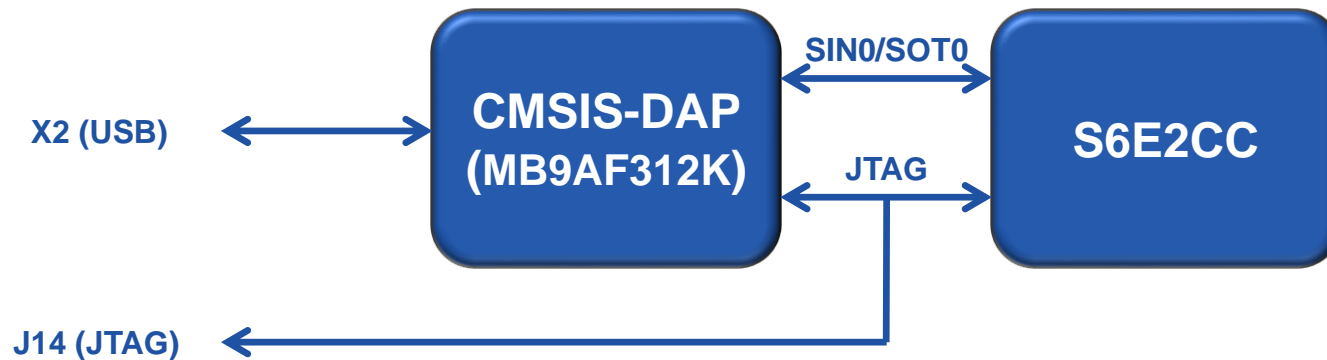 SIN0/SOT0
X2 (USB)
CMSIS-DAP
(MB9AF312K)
S6E2CC
JTAG
J14 (JTAG)